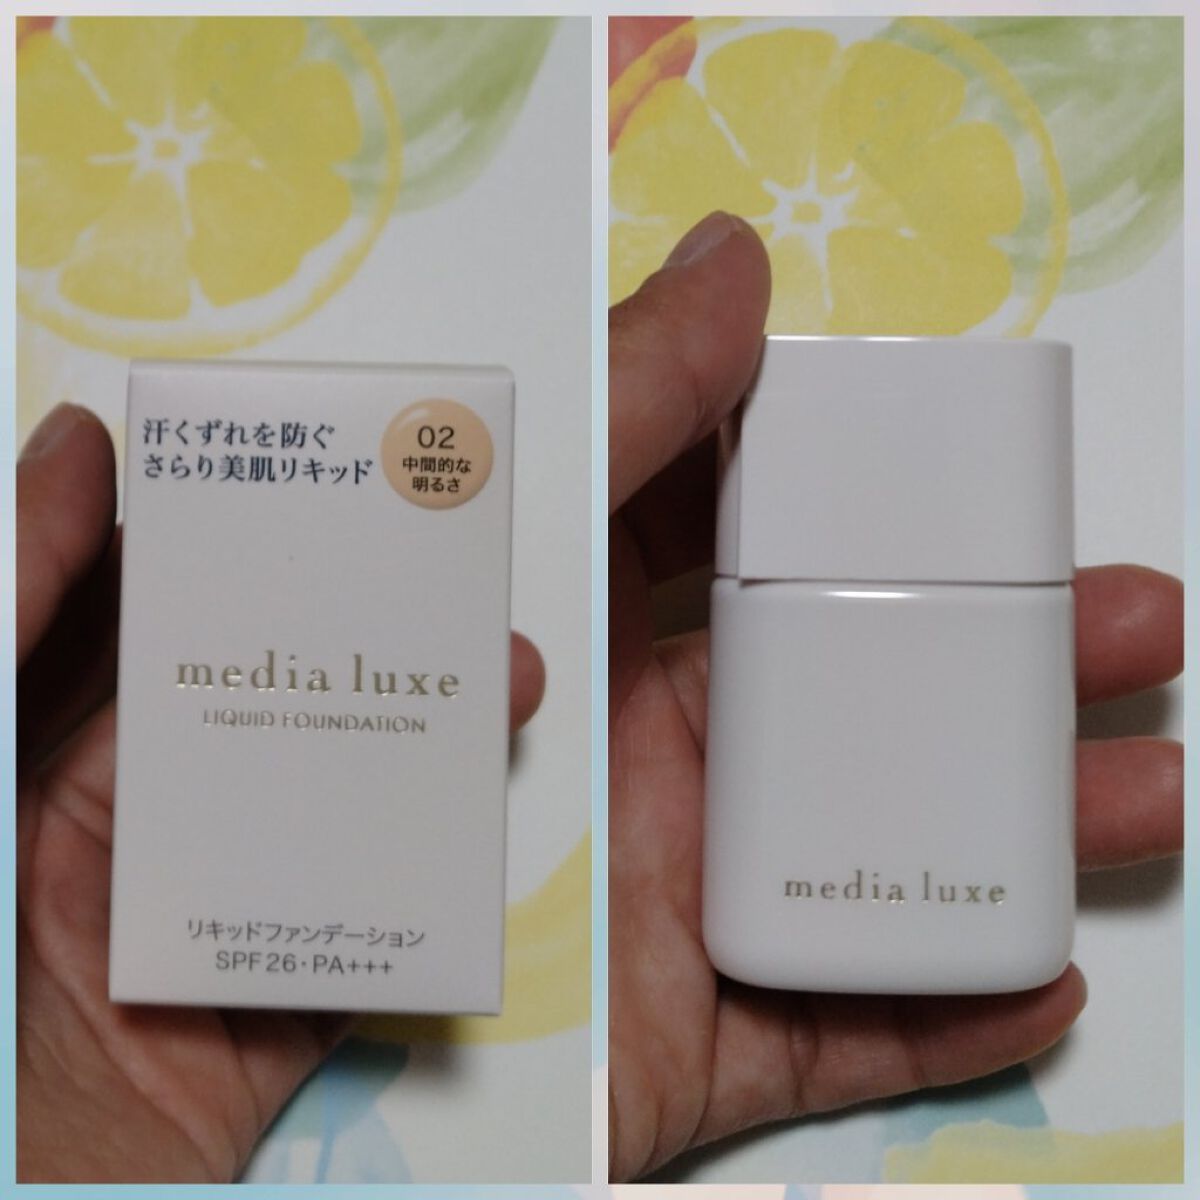 汗くずれを防ぐ
さらり美肌リキッド
02
中間的な
明るさ
media luxe
LIQUID FOUNDATION
リキッドファンデーション
SPF26・PA+++
media luxe